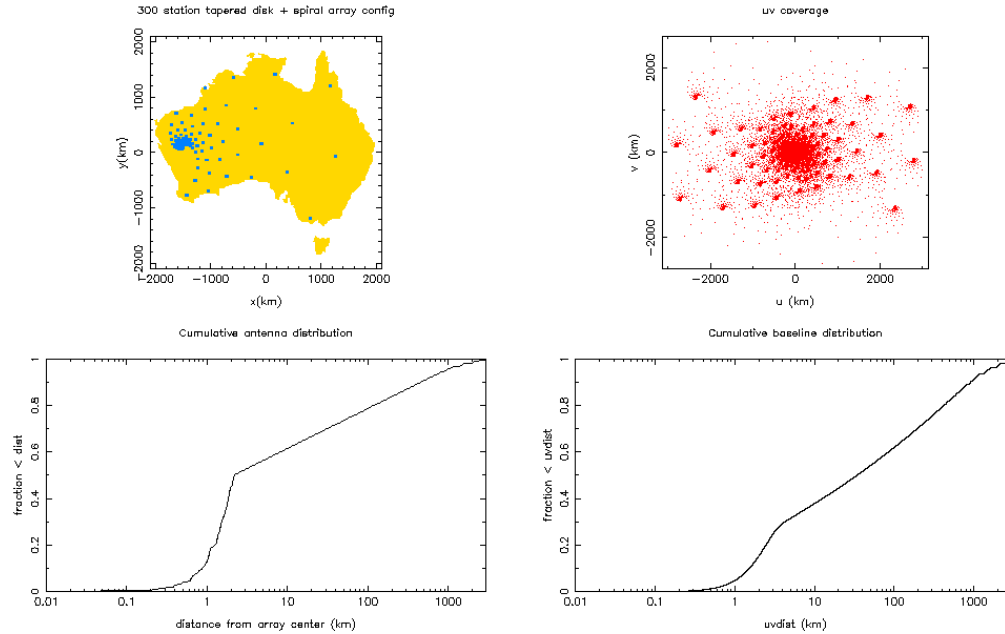 300 station tapered disk + spiral array config
2000
1000
0
−1000
−2000
y(km)
−2000 −1000 0 1000 2000
x(km)
uv coverage
2000
0
−2000
v (km)
−2000 0 2000
u (km)
Cumulative antenna distribution
1
0.8
0.6
0.4
0.2
0
fraction < dist
0.01 0.1 1 10 100 1000
distance from array center (km)
Cumulative baseline distribution
1
0.8
0.6
0.4
0.2
0
fraction < uvdist
0.01 0.1 1 10 100 1000
uvdist (km)